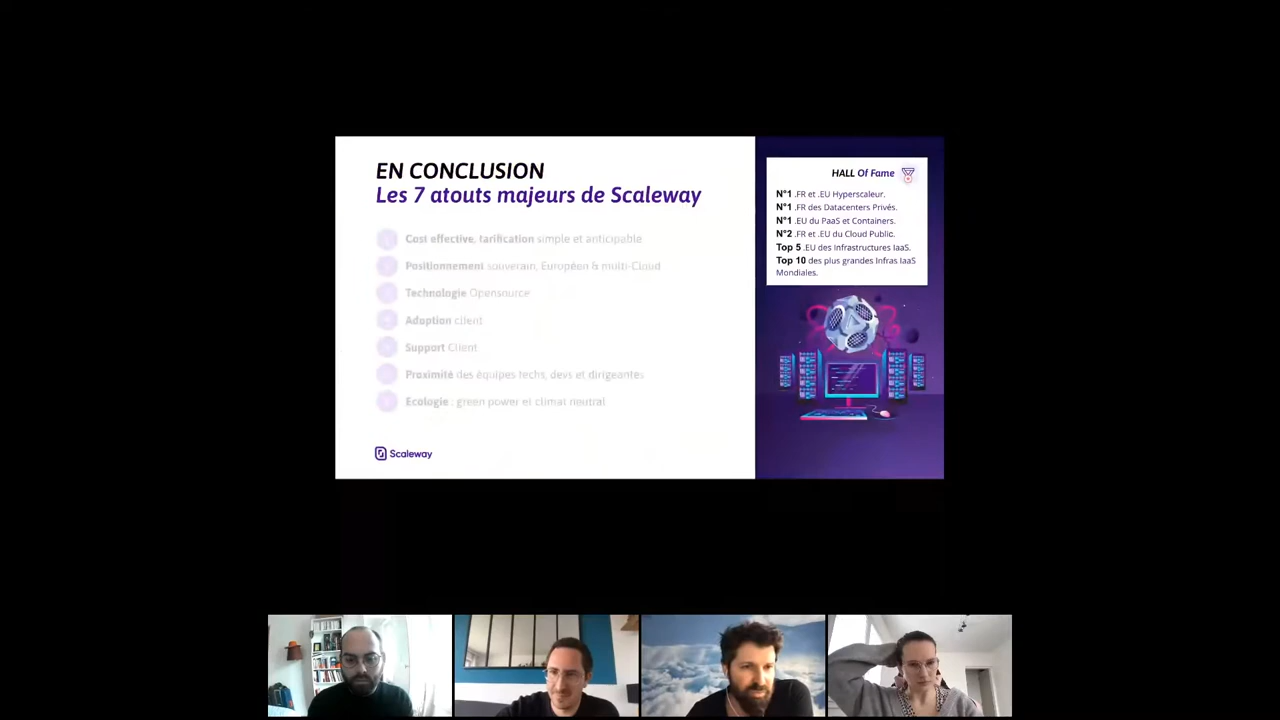 EN CONCLUSION
Les 7 atouts majeurs de Scaleway
Cost effective, tarification simple et anticipable
Positionnement souverain, Européen & multi-Cloud
Technologie Opensource
Adoption client
Support Client
Proximité des équipes techs, devs et dirigeantes
Ecologie : green power et climat neutral
Scaleway
HALL Of Fame
N°1 .FR et .EU Hyperscaleur.
N°1 .FR des Datacenters Privés.
N°1 .EU du PaaS et Containers.
N°2 .FR et .EU du Cloud Public.
Top 5 .EU des Infrastructures IaaS.
Top 10 des plus grandes Infras IaaS
Mondiales.